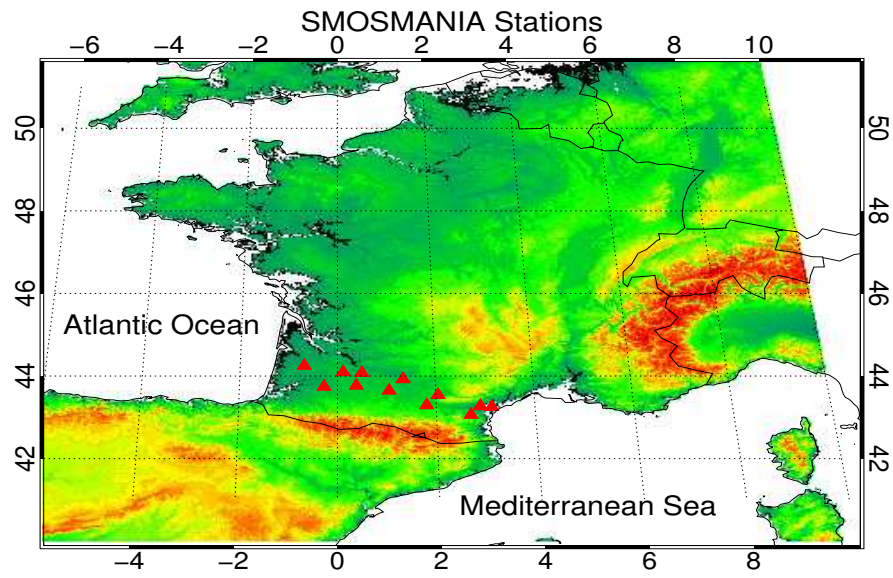 SMOSMANIA Stations
−6 −4 −2 0 2 4 6 8 10
50 50
48 48
46 46
Atlantic Ocean
44 44
42 42
Mediterranean Sea
−4 −2 0 2 4 6 8